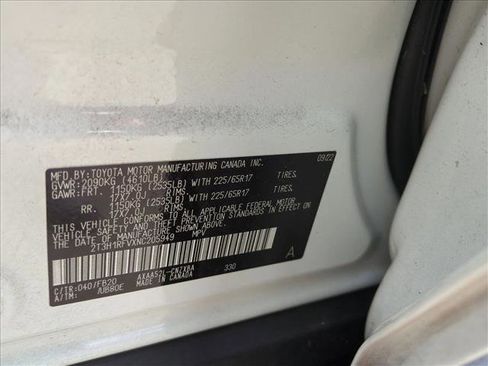 MFD.BY: TOYOTA MOTOR MANUFACTURING CANADA INC. 09/22
GVWR: 2090KG (4610LB)
GAWR: FRT. 1150KG (2535LB) WITH 225/65R17 TIRES,
17X7 J RIMS
RR. 1150KG (2535LB) WITH 225/65R17 TIRES,
17X7 J RIMS
THIS VEHICLE CONFORMS TO ALL APPLICABLE
FEDERAL MOTOR VEHICLE SAFETY AND THEFT
PREVENTION STANDARDS IN EFFECT ON THE
DATE OF MANUFACTURE SHOWN ABOVE.
2T3H1RFVXNC205949 MPV A
C/TR: 040/FB20 AXAA52L-CNZXBA 330
A/TM: /UB80E MADE IN CANADA